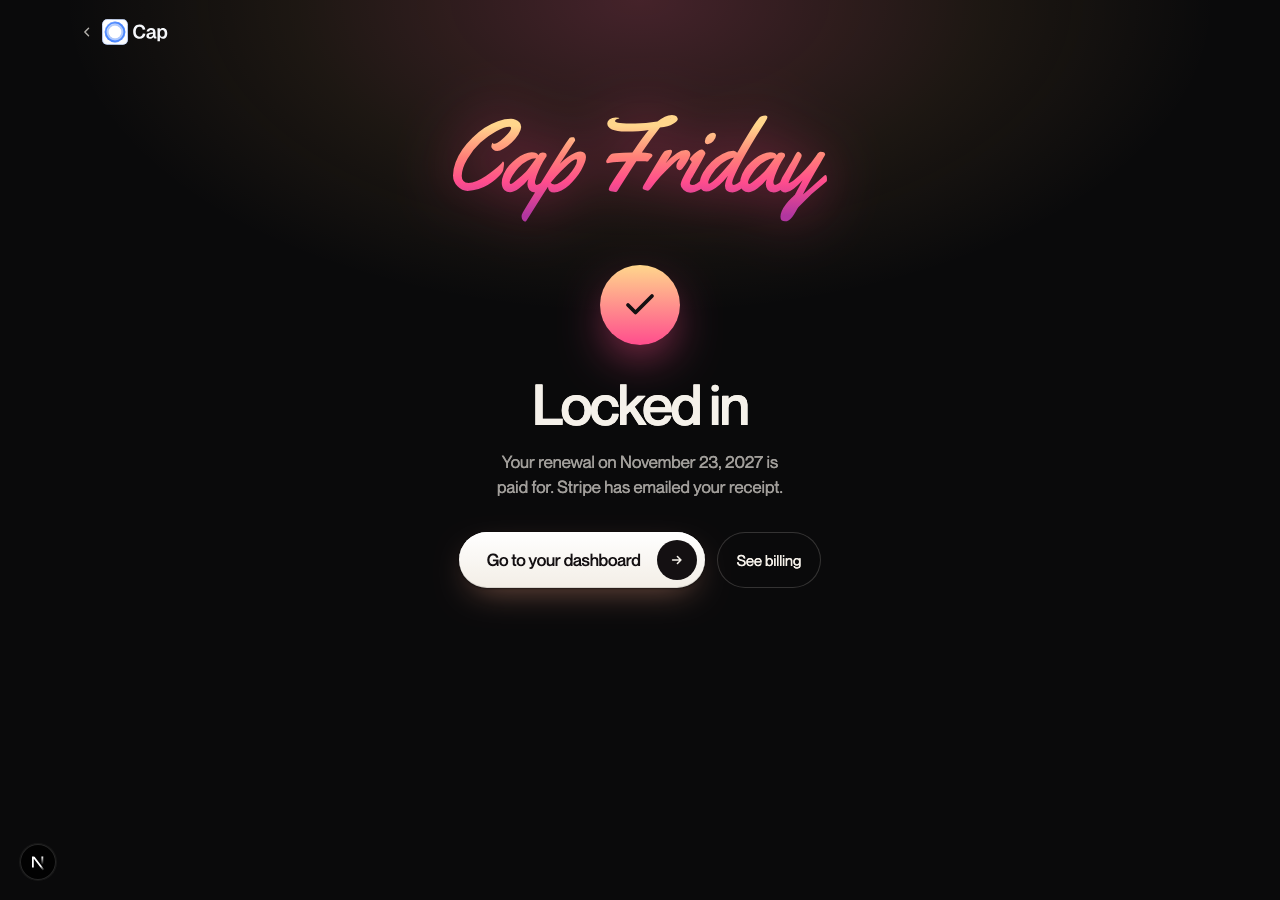 Cap
Cap Friday
Locked in
Your renewal on November 23, 2027 is
paid for. Stripe has emailed your receipt.
Go to your dashboard
See billing
N